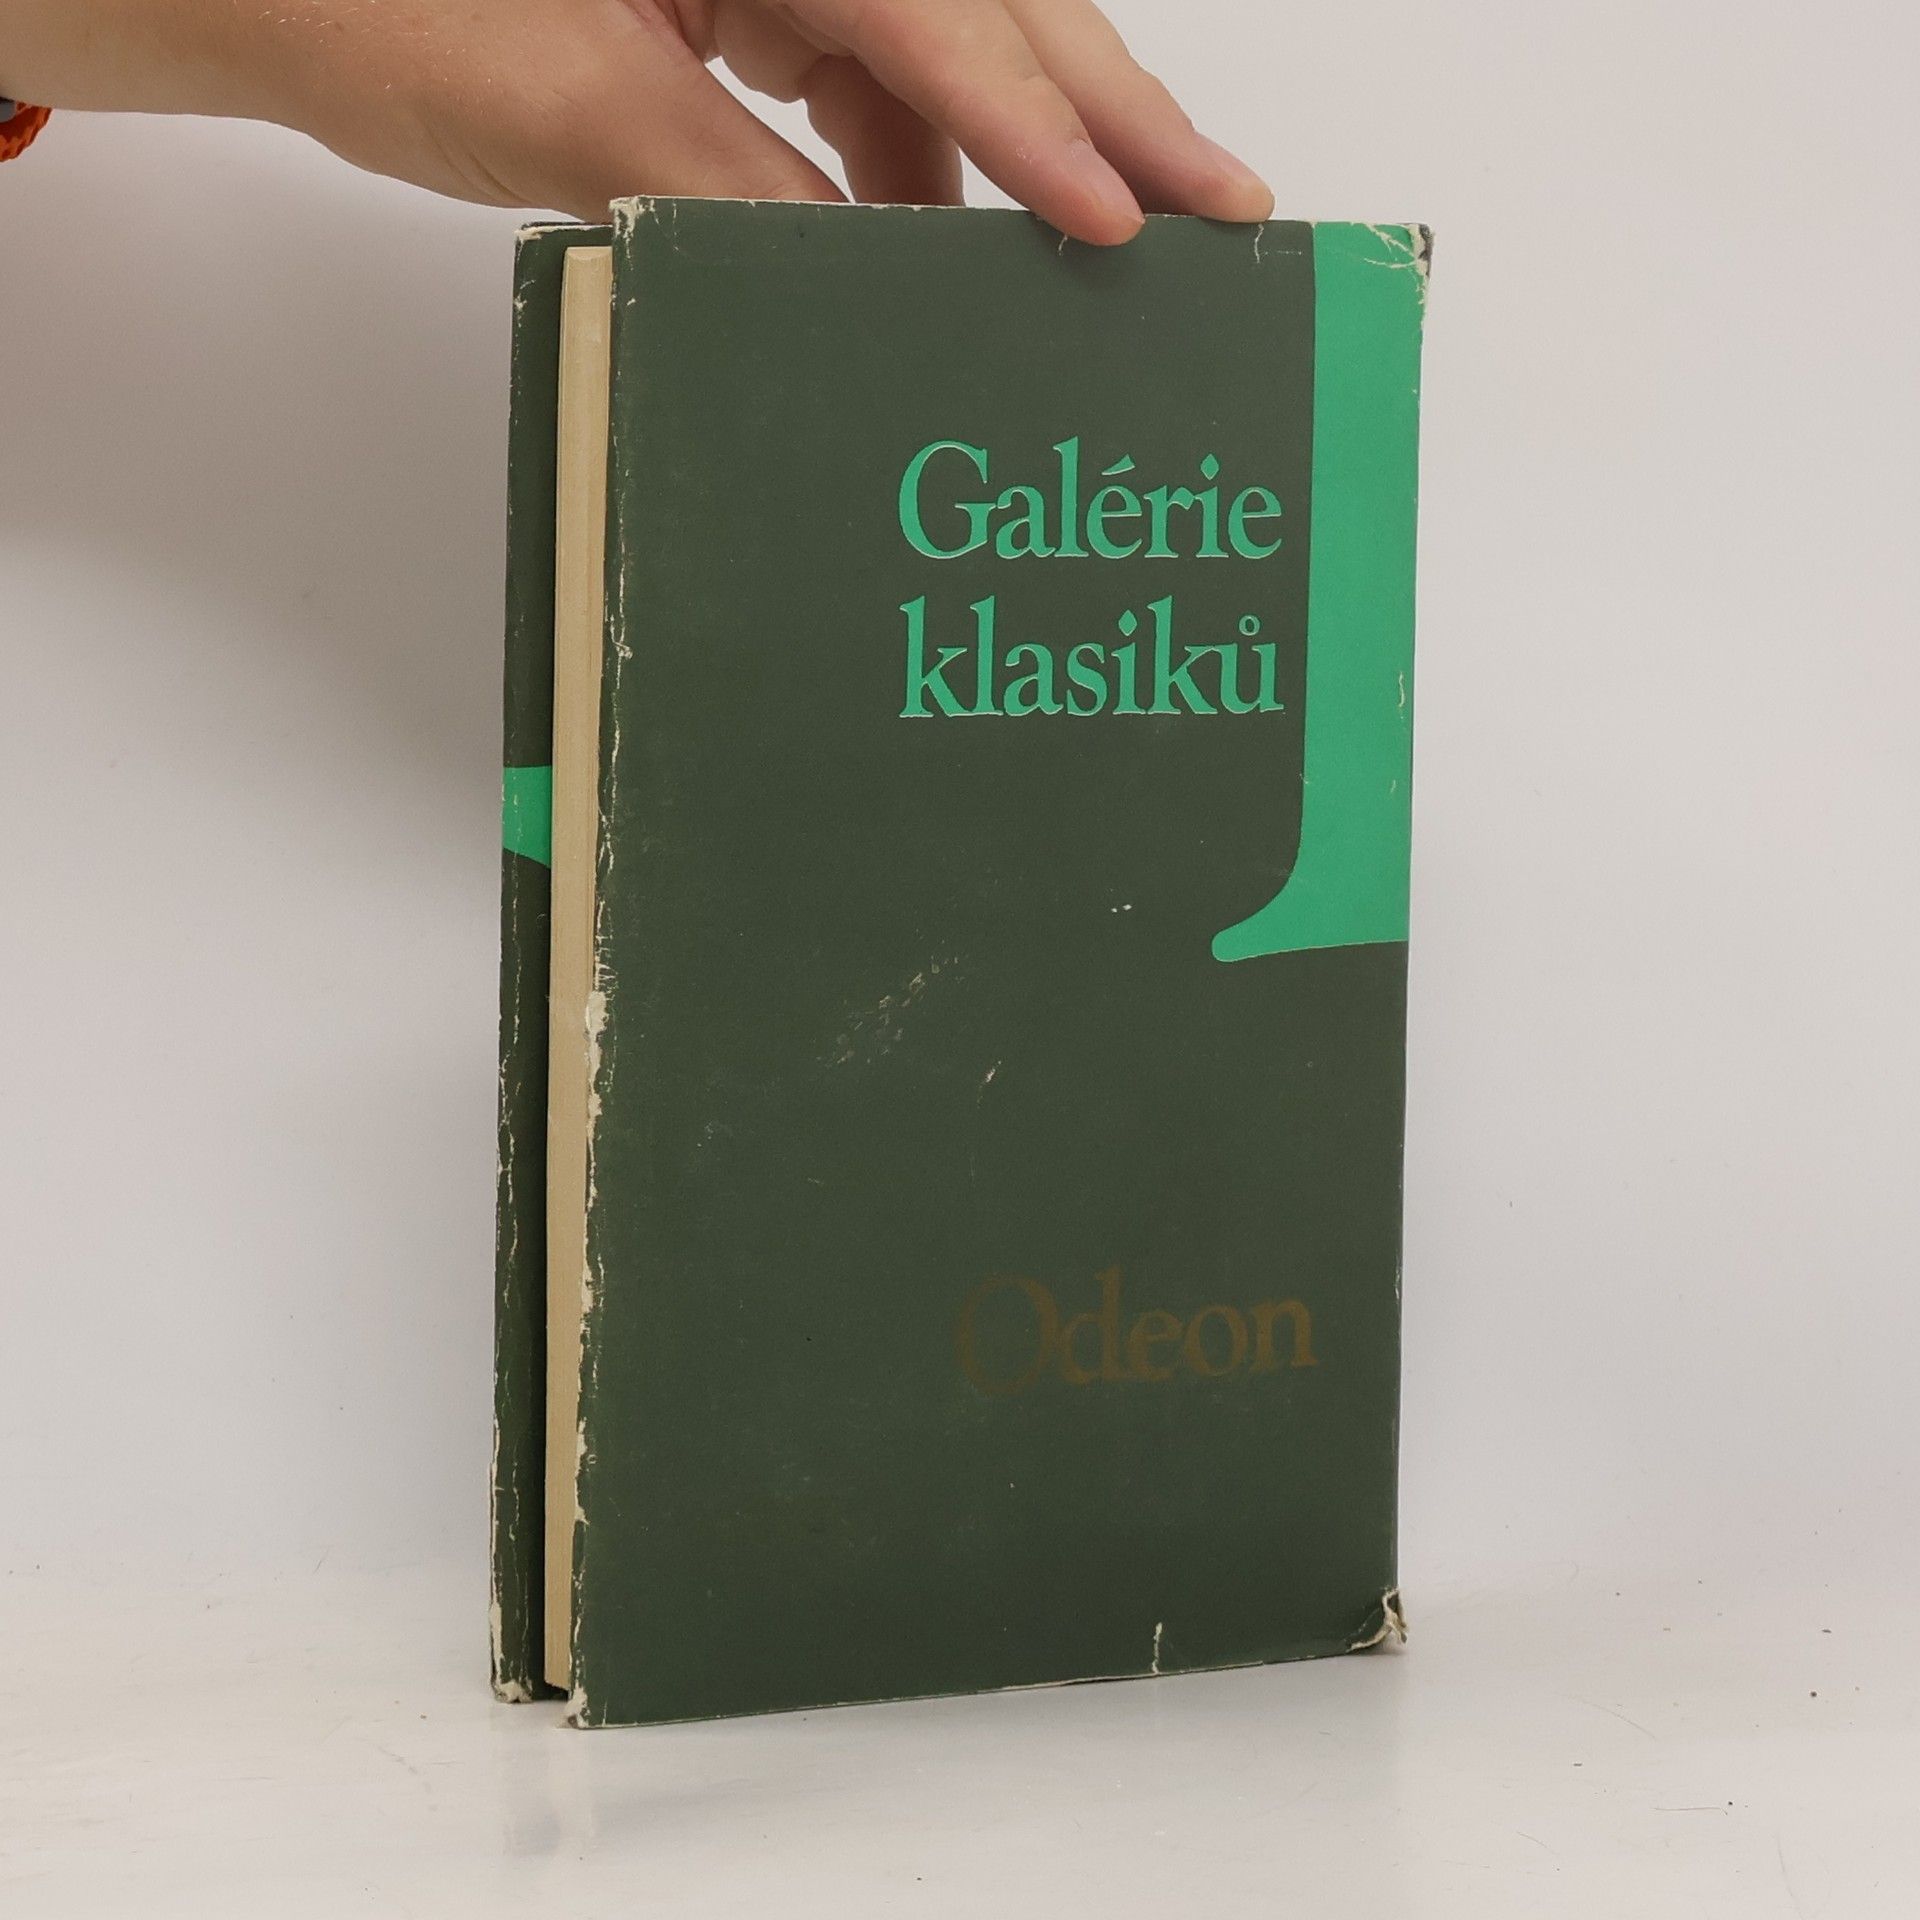 Galérie
klasiků
Odeon